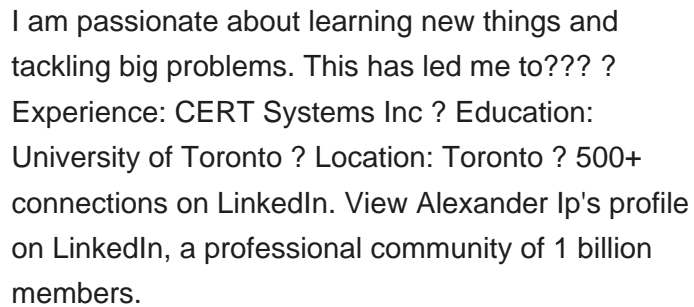 I am passionate about learning new things and
tackling big problems. This has led me to??? ?
Experience: CERT Systems Inc ? Education:
University of Toronto ? Location: Toronto ? 500+
connections on LinkedIn. View Alexander Ip's profile
on LinkedIn, a professional community of 1 billion
members.